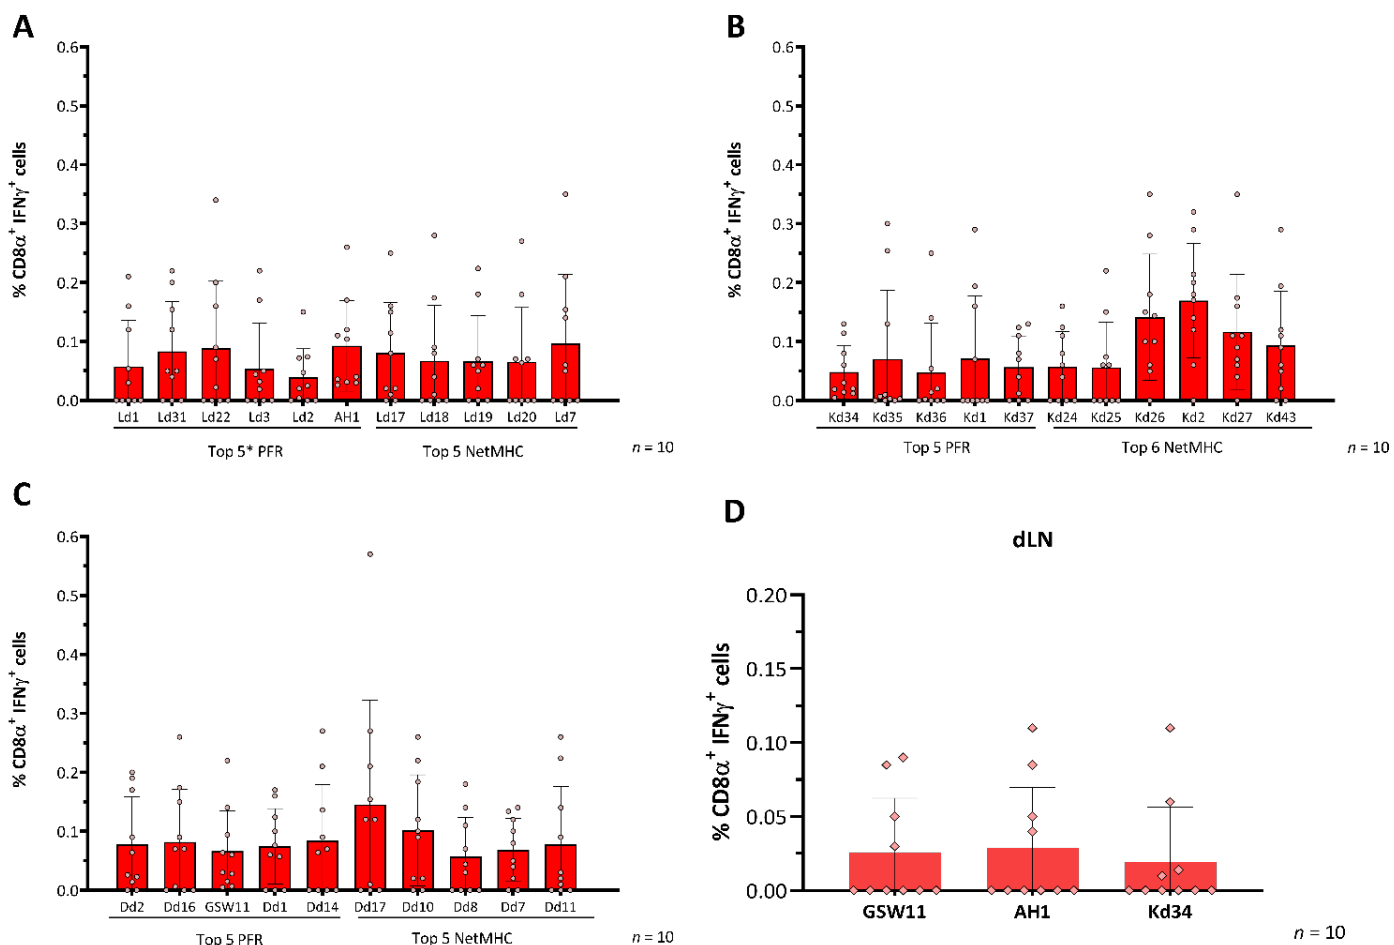 A
% CD8α+ IFNγ+ cells
0.6
0.5
0.4
0.3
0.2
0.1
0.0
Ld1 Ld31 Ld22 Ld3 Ld2 AH1 Ld17 Ld18 Ld19 Ld20 Ld7
Top 5* PFR Top 5 NetMHC n = 10
B
% CD8α+ IFNγ+ cells
0.6
0.5
0.4
0.3
0.2
0.1
0.0
Kd34 Kd35 Kd36 Kd1 Kd37 Kd24 Kd25 Kd26 Kd2 Kd27 Kd43
Top 5 PFR Top 6 NetMHC n = 10
C
% CD8α+ IFNγ+ cells
0.6
0.5
0.4
0.3
0.2
0.1
0.0
Dd2 Dd16 GSW11 Dd1 Dd14 Dd17 Dd10 Dd8 Dd7 Dd11
Top 5 PFR Top 5 NetMHC n = 10
D
dLN
% CD8α+ IFNγ+ cells
0.20
0.15
0.10
0.05
0.00
GSW11 AH1 Kd34
n = 10